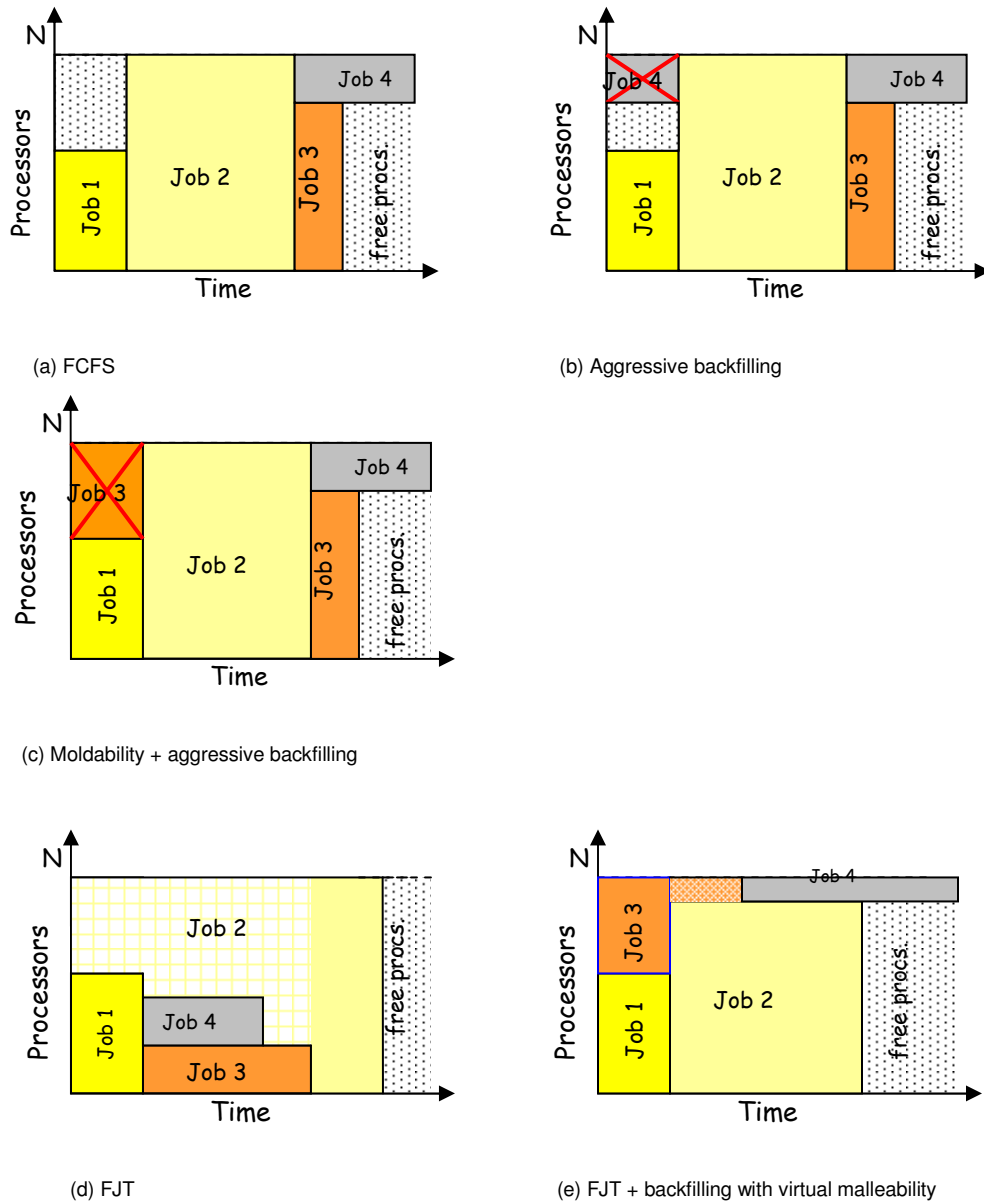 N
Processors
Job 1
Job 2
Job 3
Job 4
free procs.
Time
(a) FCFS
N
Processors
Job 4
Job 1
Job 2
Job 3
Job 4
free procs.
Time
(b) Aggressive backfilling
N
Processors
Job 3
Job 1
Job 2
Job 3
Job 4
free procs.
Time
(c) Moldability + aggressive backfilling
N
Processors
Job 1
Job 2
Job 4
Job 3
free procs.
Time
(d) FJT
N
Processors
Job 3
Job 1
Job 2
Job 4
free procs.
Time
(e) FJT + backfilling with virtual malleability